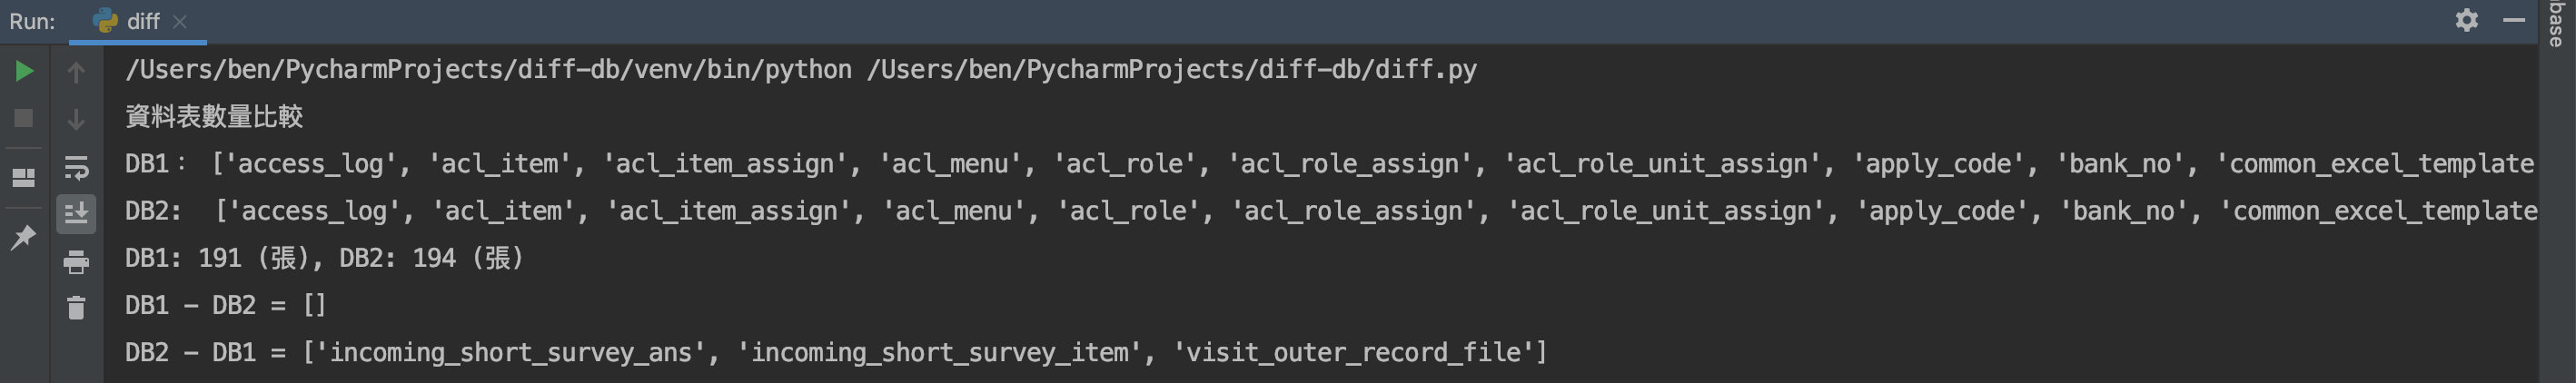 Run: diff
base
/Users/ben/PycharmProjects/diff-db/venv/bin/python /Users/ben/PycharmProjects/diff-db/diff.py
資料表數量比較
DB1： ['access_log', 'acl_item', 'acl_item_assign', 'acl_menu', 'acl_role', 'acl_role_assign', 'acl_role_unit_assign', 'apply_code', 'bank_no', 'common_excel_template
DB2:  ['access_log', 'acl_item', 'acl_item_assign', 'acl_menu', 'acl_role', 'acl_role_assign', 'acl_role_unit_assign', 'apply_code', 'bank_no', 'common_excel_template
DB1: 191 (張), DB2: 194 (張)
DB1 - DB2 = []
DB2 - DB1 = ['incoming_short_survey_ans', 'incoming_short_survey_item', 'visit_outer_record_file']